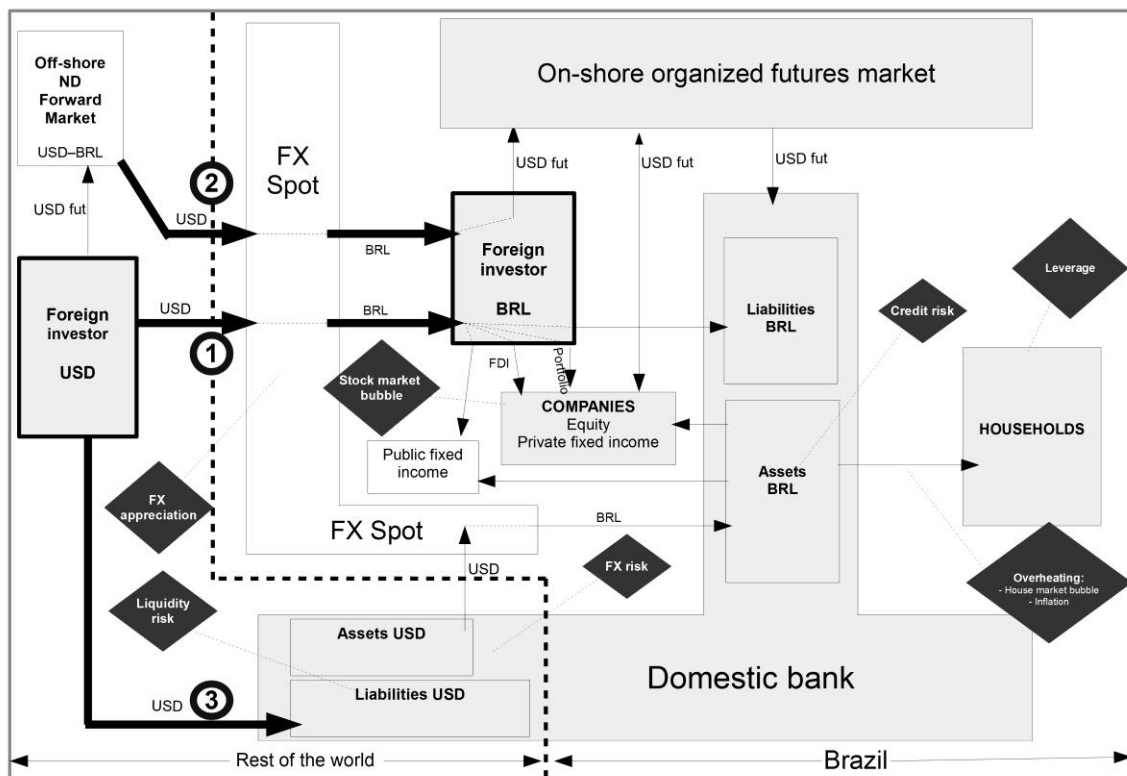 Off-shore
ND
Forward
Market
USD–BRL
On-shore organized futures market
FX
Spot
2
USD fut
USD
BRL
USD fut
USD fut
USD fut
Foreign
investor
USD
USD
1
BRL
Foreign
investor
BRL
Liabilities
BRL
Credit risk
Leverage
Stock market
bubble
FDI
Portfolio
COMPANIES
Equity
Private fixed income
Public fixed
income
Assets
BRL
HOUSEHOLDS
FX
appreciation
FX Spot
BRL
USD
FX risk
Overheating:
- House market bubble
- Inflation
Liquidity
risk
Assets USD
Liabilities USD
Domestic bank
USD
3
Rest of the world
Brazil